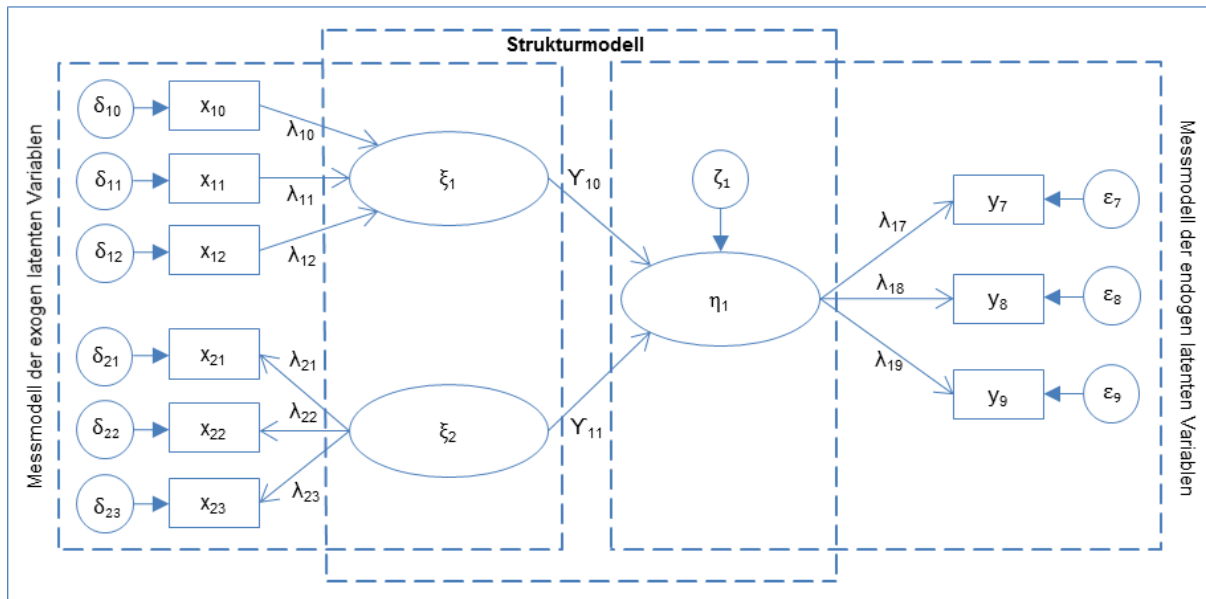 Strukturmodell
Messmodell der exogen latenten Variablen
δ10 x10 λ10
δ11 x11 λ11
δ12 x12 λ12
ξ1
ϒ10
ζ1
η1
λ17 y7 ε7
λ18 y8 ε8
λ19 y9 ε9
δ21 x21 λ21
δ22 x22 λ22
δ23 x23 λ23
ξ2
ϒ11
Messmodell der endogen latenten Variablen